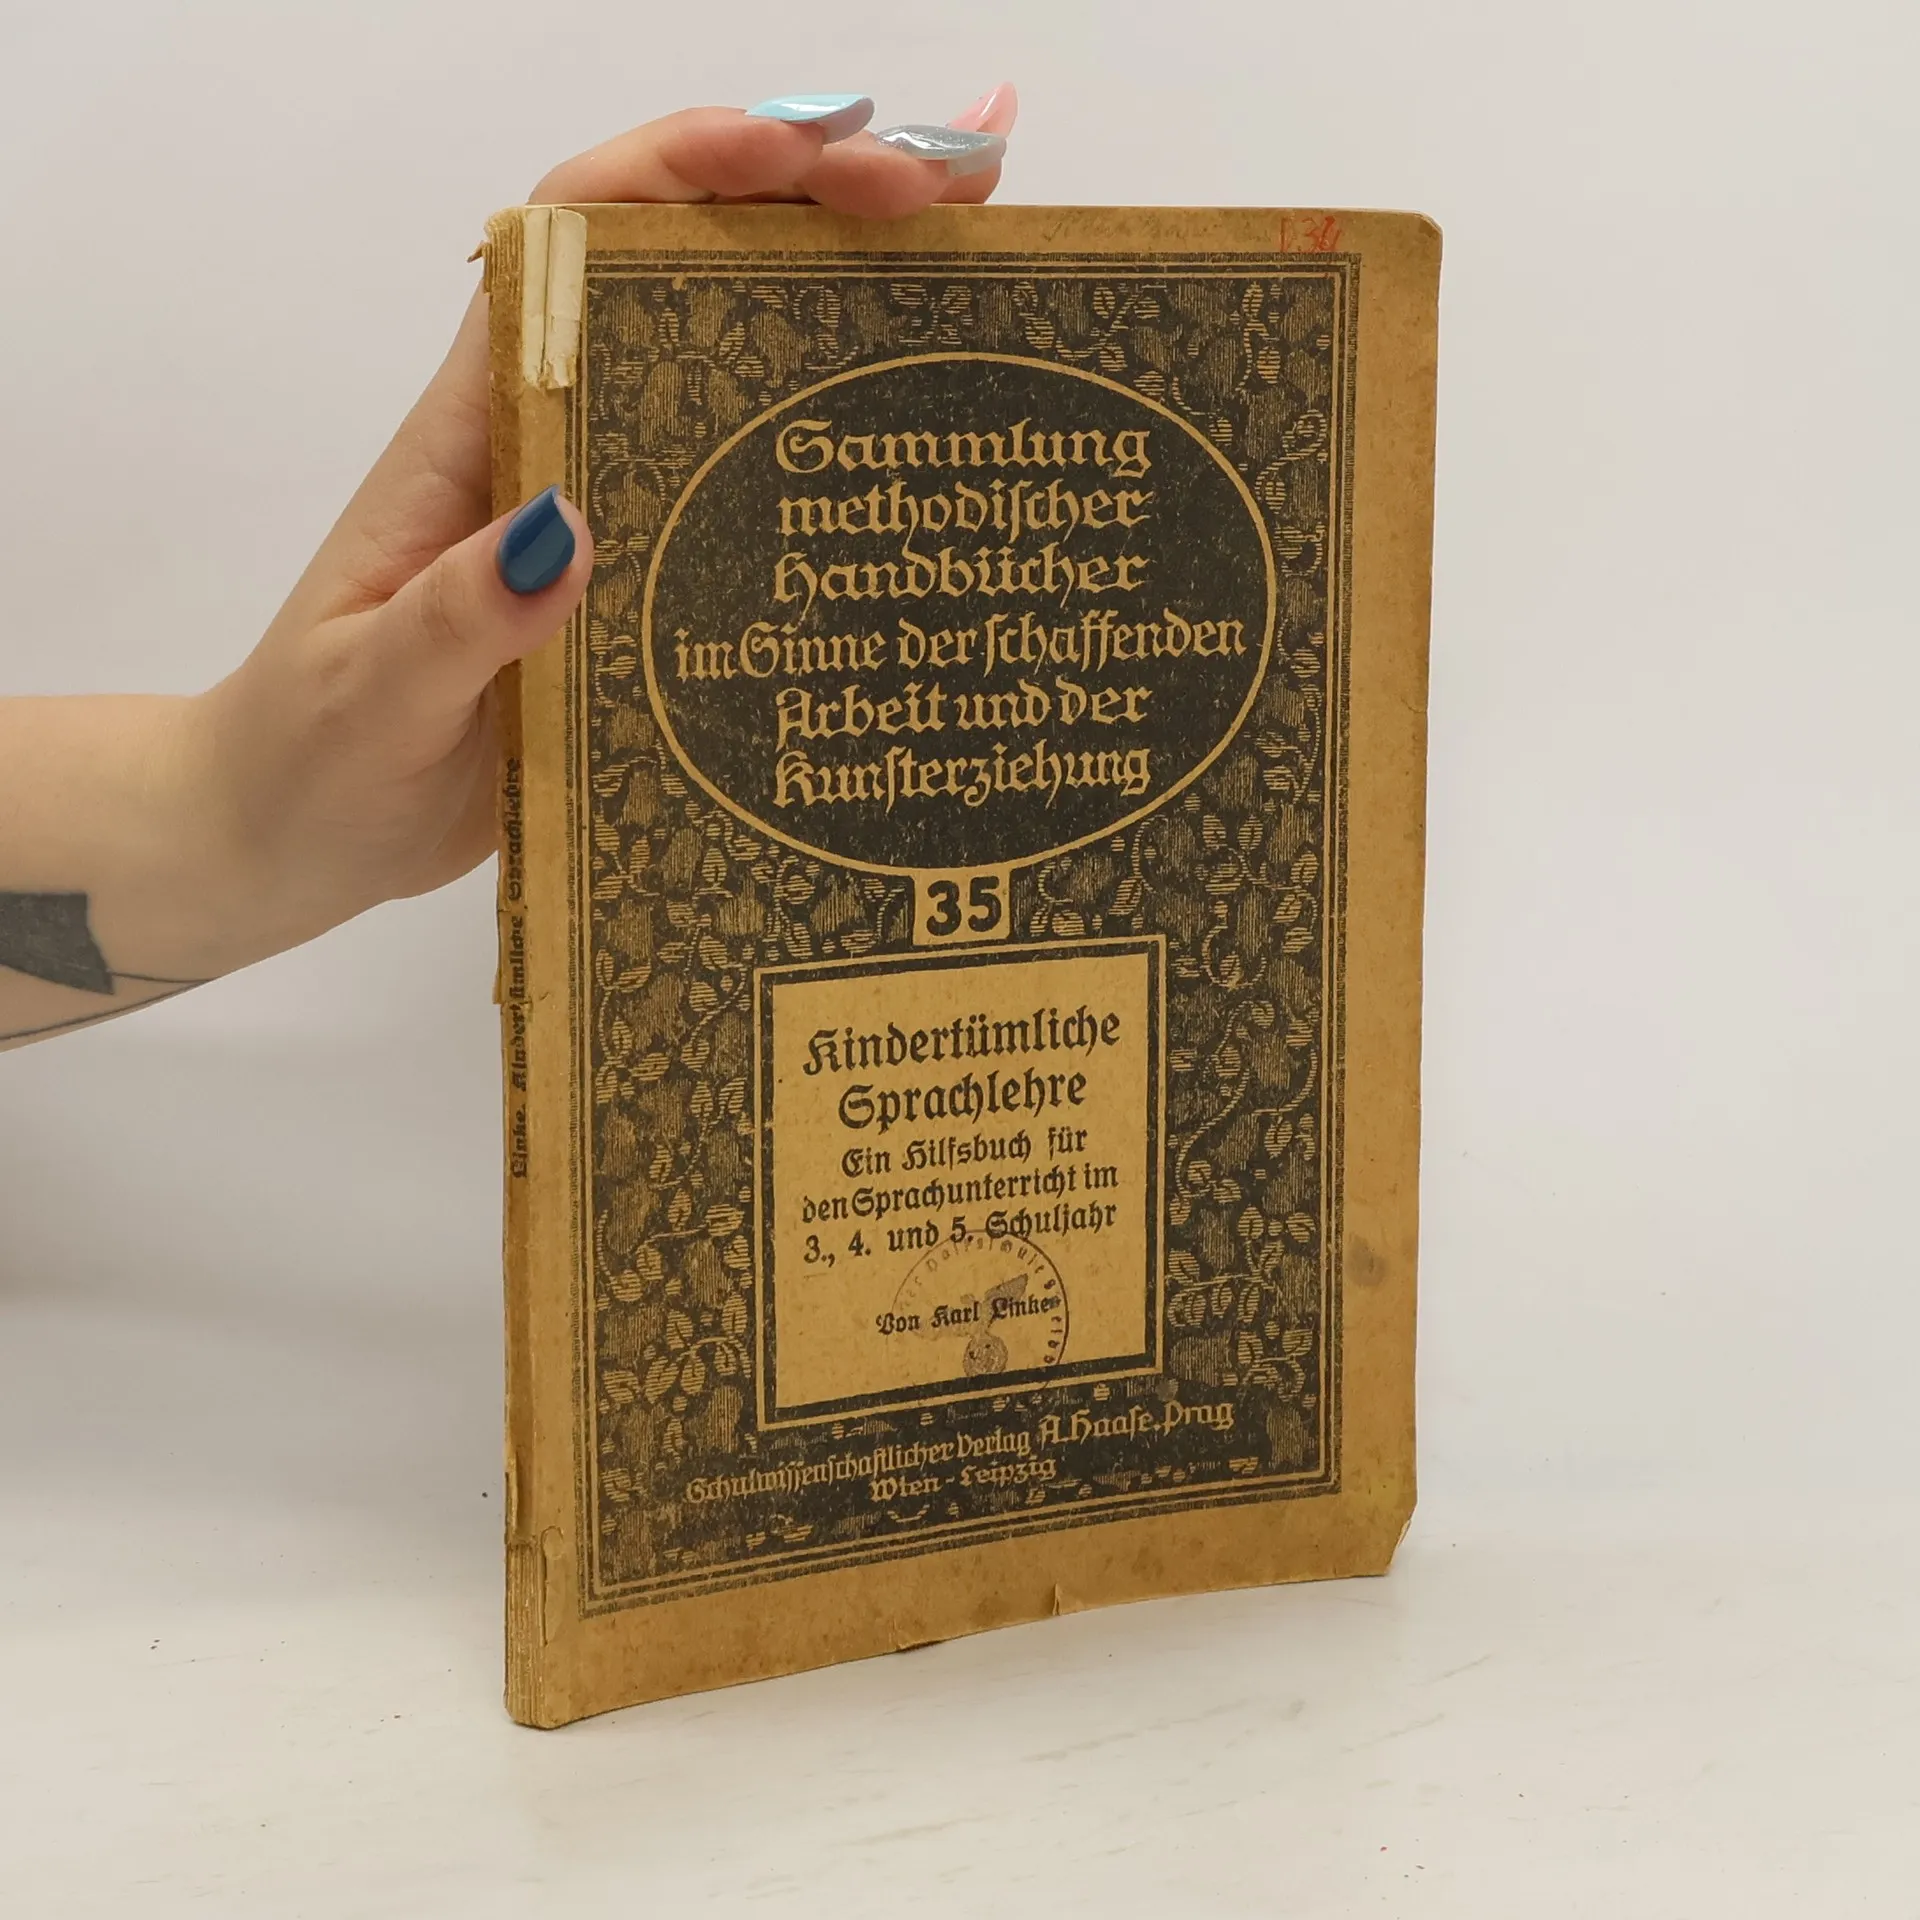 Sammlung
methodischer
Handbücher
im Sinne der schaffenden
Arbeit und der
Kunsterziehung
35
Kindertümliche
Sprachlehre
Ein Hilfsbuch für
den Sprachunterricht im
3., 4. und 5. Schuljahr
Von Karl Linke
Schulwissenschaftlicher Verlag A. Haase. Prag
Wien - Leipzig
Linke, Kindertümliche Sprachlehre